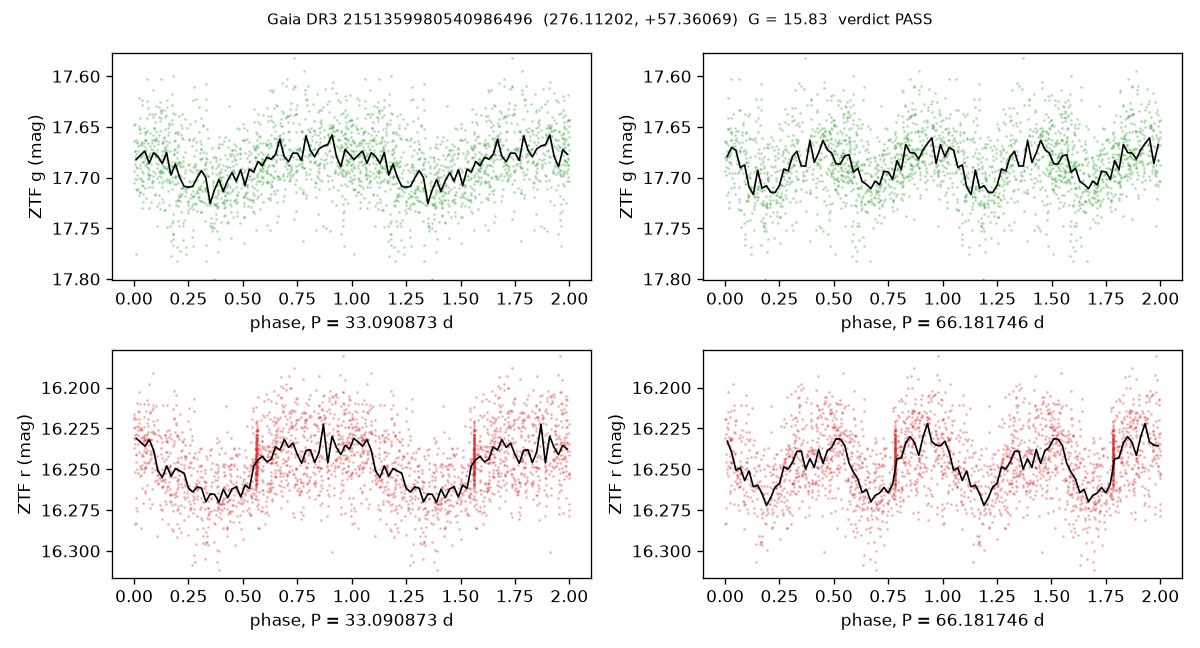 Gaia DR3 2151359980540986496 (276.11202, +57.36069) G = 15.83 verdict PASS
ZTF g (mag)
17.60
17.65
17.70
17.75
17.80
0.00 0.25 0.50 0.75 1.00 1.25 1.50 1.75 2.00
phase, P = 33.090873 d
ZTF g (mag)
17.60
17.65
17.70
17.75
17.80
0.00 0.25 0.50 0.75 1.00 1.25 1.50 1.75 2.00
phase, P = 66.181746 d
ZTF r (mag)
16.200
16.225
16.250
16.275
16.300
0.00 0.25 0.50 0.75 1.00 1.25 1.50 1.75 2.00
phase, P = 33.090873 d
ZTF r (mag)
16.200
16.225
16.250
16.275
16.300
0.00 0.25 0.50 0.75 1.00 1.25 1.50 1.75 2.00
phase, P = 66.181746 d